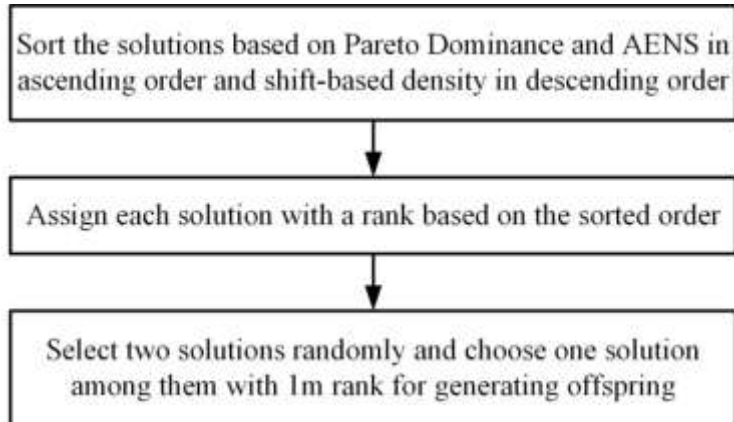 Sort the solutions based on Pareto Dominance and AENS in
ascending order and shift-based density in descending order
Assign each solution with a rank based on the sorted order
Select two solutions randomly and choose one solution
among them with 1m rank for generating offspring